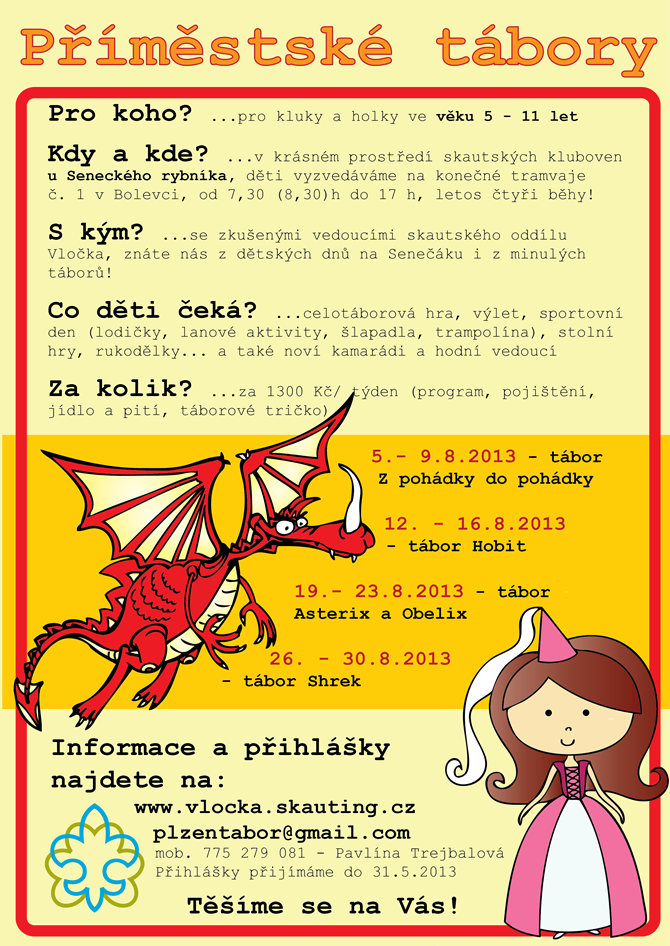 Příměstské tábory
Pro koho? ...pro kluky a holky ve věku 5 - 11 let
Kdy a kde? ...v krásném prostředí skautských kluboven
u Seneckého rybníka, děti vyzvedáváme na konečné tramvaje
č. 1 v Bolevci, od 7,30 (8,30)h do 17 h, letos čtyři běhy!
S kým? ...se zkušenými vedoucími skautského oddílu
Vločka, znáte nás z dětských dnů na Senečáku i z minulých
táborů!
Co děti čeká? ...celotáborová hra, výlet, sportovní
den (lodičky, lanové aktivity, šlapadla, trampolína), stolní
hry, rukodělky... a také noví kamarádi a hodní vedoucí
Za kolik? ...za 1300 Kč/ týden (program, pojištění,
jídlo a pití, táborové tričko)
5.- 9.8.2013 - tábor
Z pohádky do pohádky
12. - 16.8.2013
- tábor Hobit
19.- 23.8.2013 - tábor
Asterix a Obelix
26. - 30.8.2013
- tábor Shrek
Informace a přihlášky
najdete na:
www.vlocka.skauting.cz
plzentabor@gmail.com
mob. 775 279 081 - Pavlína Trejbalová
Přihlášky přijímáme do 31.5.2013
Těšíme se na Vás!